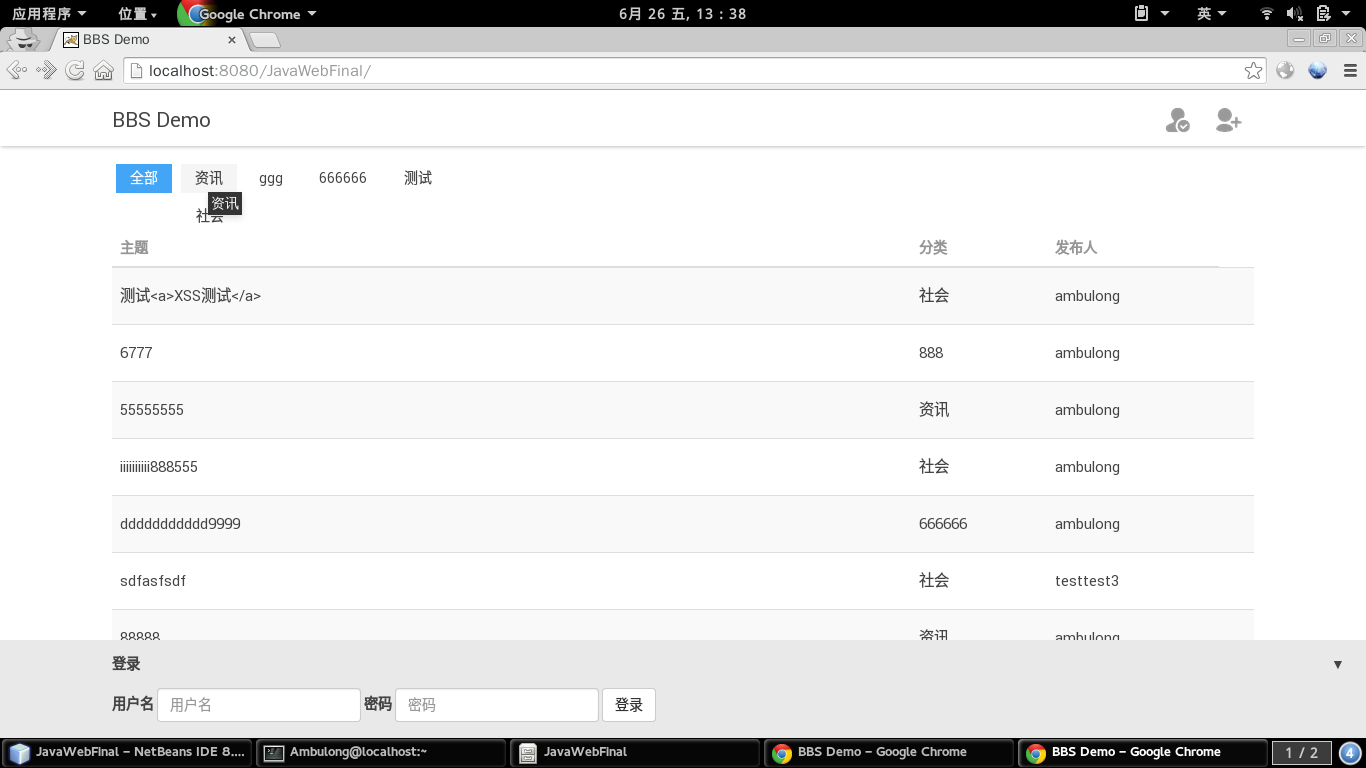 应用程序 位置 Google Chrome 6月 26 五, 13：38 英
BBS Demo
localhost:8080/JavaWebFinal/
BBS Demo
全部 资讯 ggg 666666 测试
资讯
社会
主题 分类 发布人
测试<a>XSS测试</a> 社会 ambulong
6777 888 ambulong
55555555 资讯 ambulong
iiiiiiiiii888555 社会 ambulong
ddddddddddd9999 666666 ambulong
sdfasfsdf 社会 testtest3
88888 资讯 ambulong
登录 ▼
用户名 用户名 密码 密码 登录
JavaWebFinal – NetBeans IDE 8.... Ambulong@localhost:~ JavaWebFinal BBS Demo – Google Chrome BBS Demo – Google Chrome 1 / 2 4